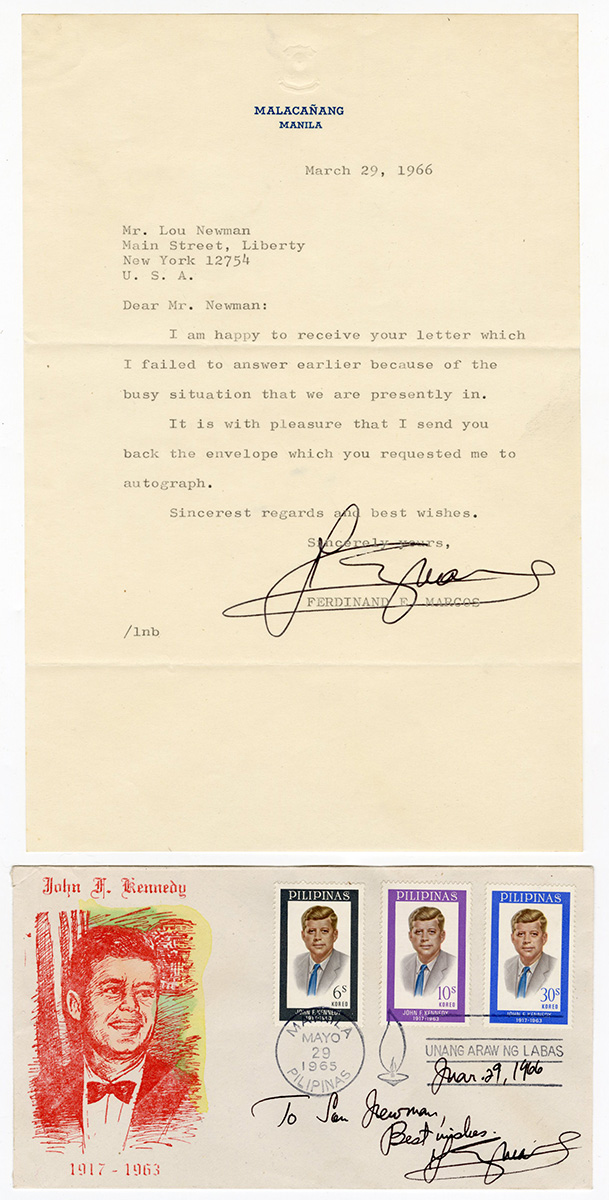 MALACAÑANG
MANILA
March 29, 1966
Mr. Lou Newman
Main Street, Liberty
New York 12754
U. S. A.
Dear Mr. Newman:
I am happy to receive your letter which
I failed to answer earlier because of the
busy situation that we are presently in.
It is with pleasure that I send you
back the envelope which you requested me to
autograph.
Sincerest regards and best wishes.
Sincerely yours,
FERDINAND E. MARCOS
/lnb
John F. Kennedy
1917 - 1963
PILIPINAS
6s
KOREO
JOHN F. KENNEDY
1917-1963
PILIPINAS
10s
KOREO
JOHN F. KENNEDY
1917-1963
PILIPINAS
30s
KOREO
JOHN F. KENNEDY
1917-1963
MANILA
MAYO
29
1965
PILIPINAS
UNANG ARAW NG LABAS
Mar. 29, 1966
To Newman,
Best wishes.